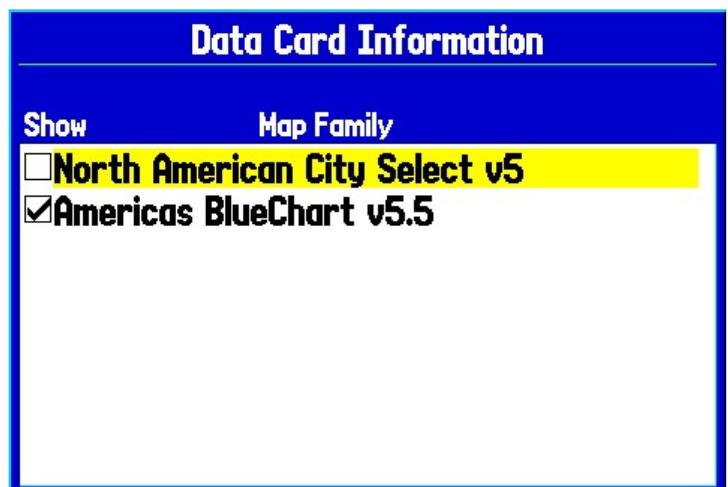 Data Card Information
Show Map Family
North American City Select v5
Americas BlueChart v5.5